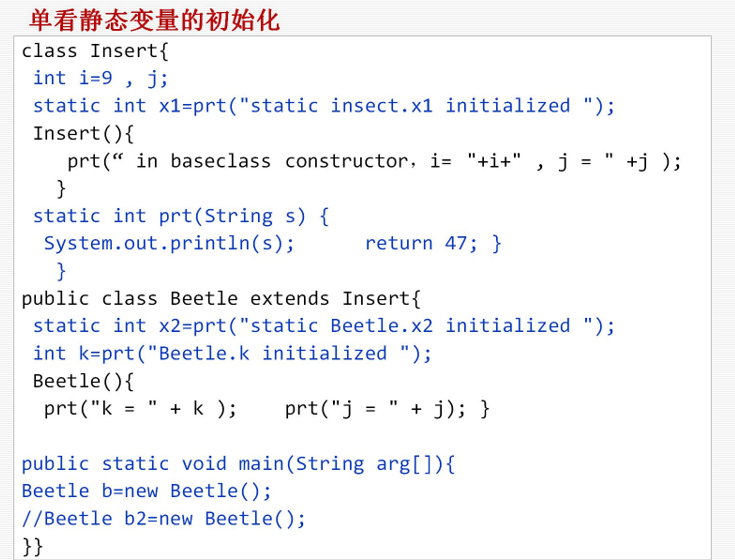 单看静态变量的初始化
class Insert{
int i=9 , j;
static int x1=prt("static insect.x1 initialized ");
Insert(){
prt(“ in baseclass constructor, i= "+i+" , j = " +j );
}
static int prt(String s) {
System.out.println(s);      return 47; }
}
public class Beetle extends Insert{
static int x2=prt("static Beetle.x2 initialized ");
int k=prt("Beetle.k initialized ");
Beetle(){
prt("k = " + k );    prt("j = " + j); }
public static void main(String arg[]){
Beetle b=new Beetle();
//Beetle b2=new Beetle();
}}